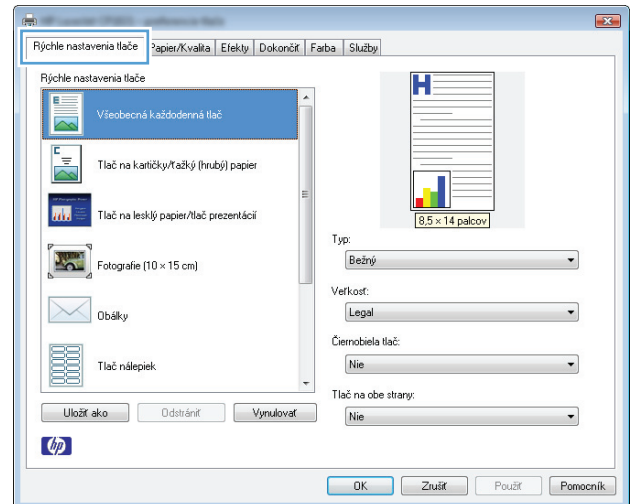 Rýchle nastavenia tlače
Papier/Kvalita
Efekty
Dokončiť
Farba
Služby
Rýchle nastavenia tlače
Všeobecná každodenná tlač
Tlač na kartičky/ťažký (hrubý) papier
Tlač na lesklý papier/tlač prezentácií
Fotografie (10 × 15 cm)
Obálky
Tlač nálepiek
Uložiť ako
Odstrániť
Vynulovať
hp
H
8,5 × 14 palcov
Typ:
Bežný
Veľkosť:
Legal
Čiernobiela tlač:
Nie
Tlač na obe strany:
Nie
OK
Zrušiť
Použiť
Pomocník